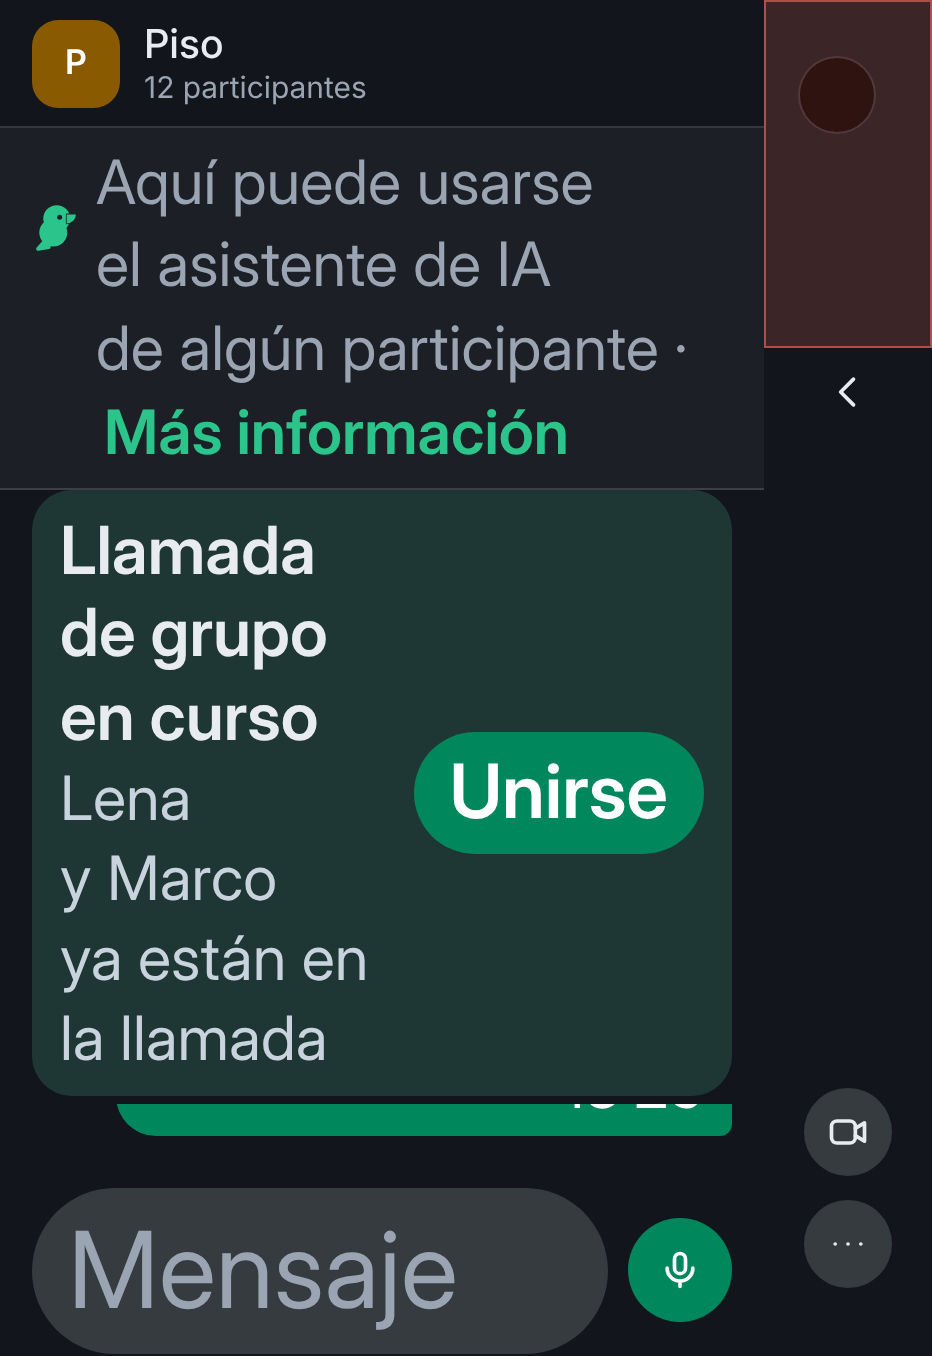 P
Piso
12 participantes
Aquí puede usarse
el asistente de IA
de algún participante ·
Más información
Llamada
de grupo
en curso
Lena
y Marco
ya están en
la llamada
Unirse
Mensaje